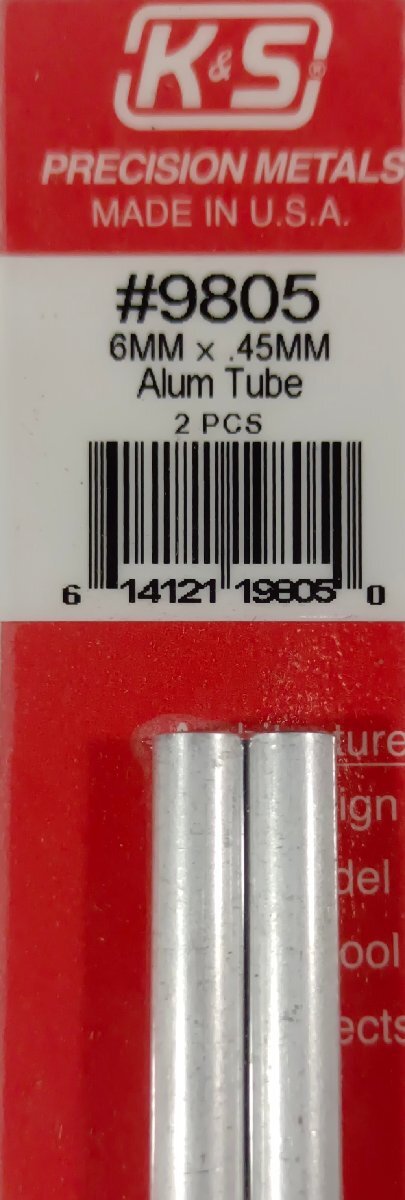 K&S®
PRECISION METALS
MADE IN U.S.A.
#9805
6MM x .45MM
Alum Tube
2 PCS
6 14121 19805 0